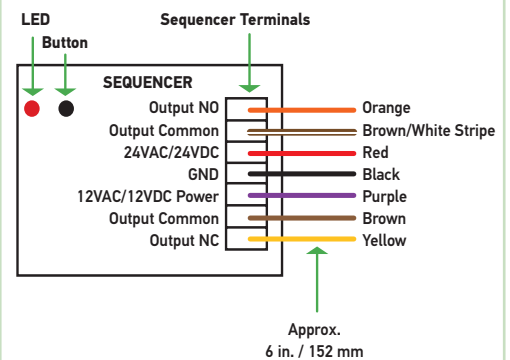 LED
Sequencer Terminals
Button
SEQUENCER
Output NO
Orange
Output Common
Brown/White Stripe
24VAC/24VDC
Red
GND
Black
12VAC/12VDC Power
Purple
Output Common
Brown
Output NC
Yellow
Approx.
6 in. / 152 mm